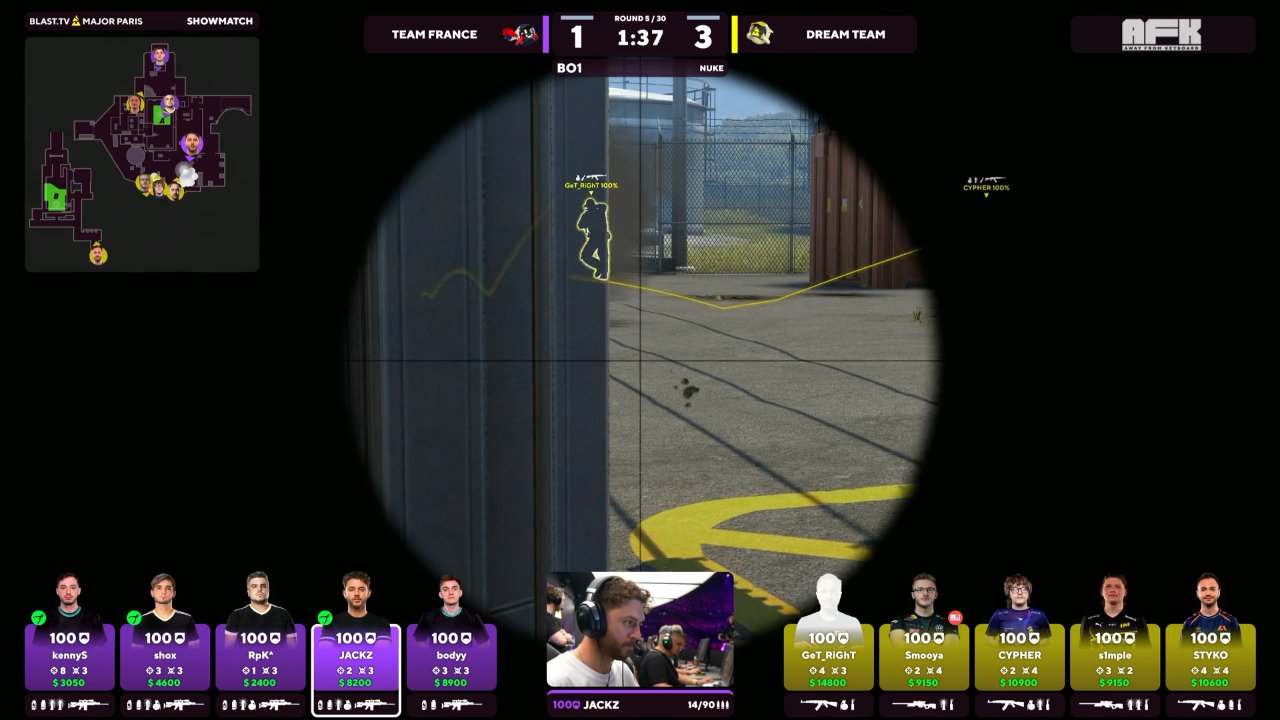 BLAST.TV MAJOR PARIS SHOWMATCH
TEAM FRANCE
1
ROUND 5 / 30
1:37
3
DREAM TEAM
AFK
AWAY FROM KEYBOARD
BO1 NUKE
A
B
GeT_RiGhT 100%
CYPHER 100%
100
kennyS
8 3
$3050
100
shox
3 3
$4600
100
RpK^
1 3
$2400
100
JACKZ
2 3
$8200
100
bodyy
3 3
$8900
100 JACKZ 14/90
100
GeT_RiGhT
4 3
$14800
100
Smooya
2 4
$9150
100
CYPHER
2 4
$10900
100
s1mple
3 2
$9150
100
STYKO
4 4
$10600